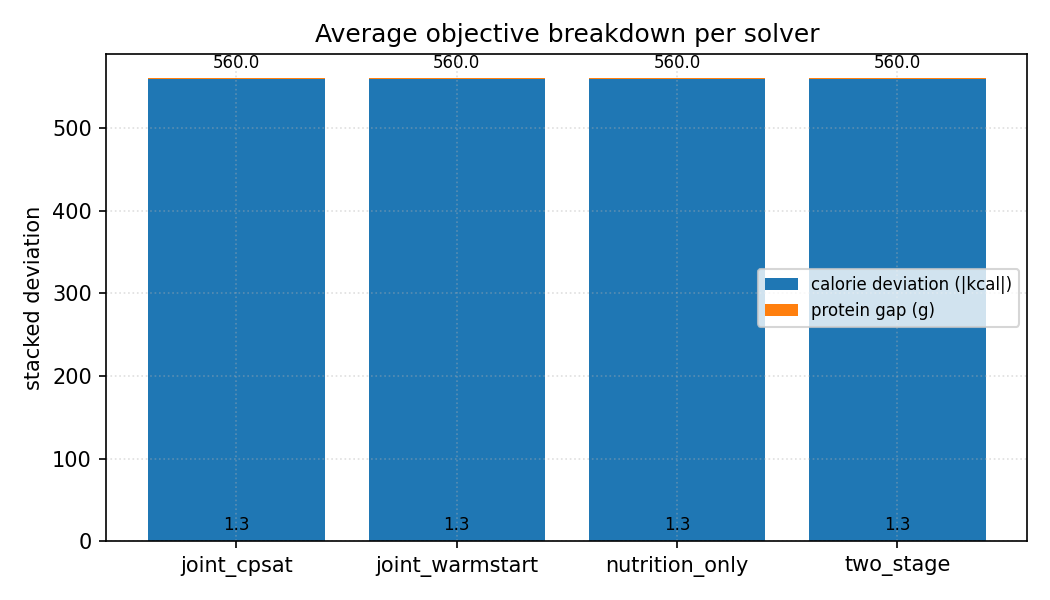 Average objective breakdown per solver
560.0 560.0 560.0 560.0
500
400
stacked deviation
300
calorie deviation (|kcal|)
protein gap (g)
200
100
1.3 1.3 1.3 1.3
0
joint_cpsat joint_warmstart nutrition_only two_stage